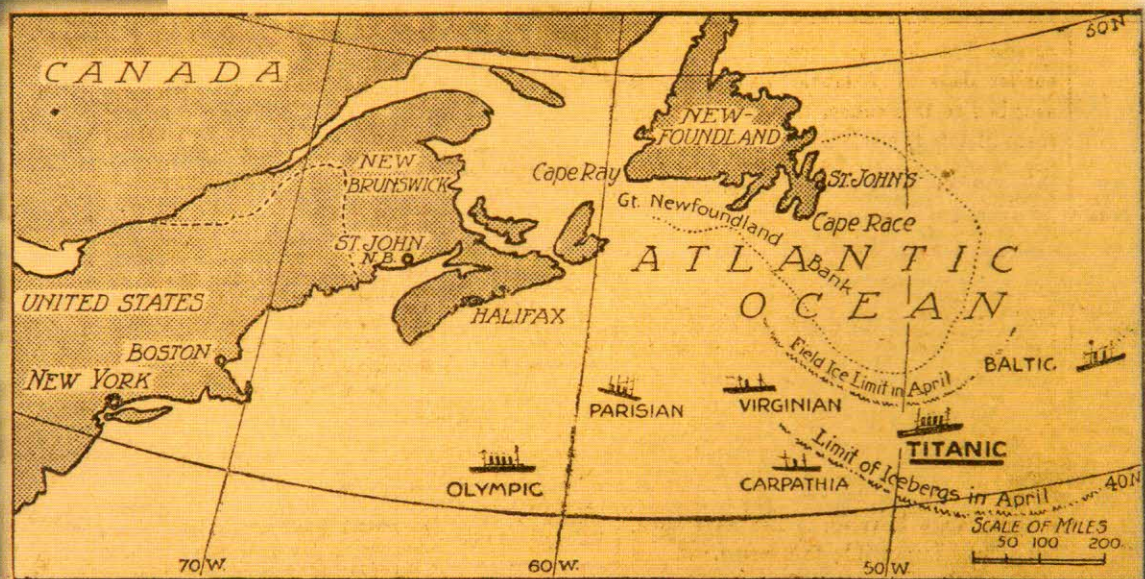 50N
CANADA
NEW-
FOUNDLAND
NEW
BRUNSWICK
Cape Ray
ST. JOHN'S
Gt. Newfoundland
Bank
Cape Race
ST. JOHN
N.B.
ATLANTIC
OCEAN
UNITED STATES
HALIFAX
BOSTON
NEW YORK
Field Ice Limit in April
BALTIC
PARISIAN
VIRGINIAN
TITANIC
Limit of Icebergs in April
OLYMPIC
CARPATHIA
40N
SCALE OF MILES
50 100 200
70 W.
60 W.
50 W.